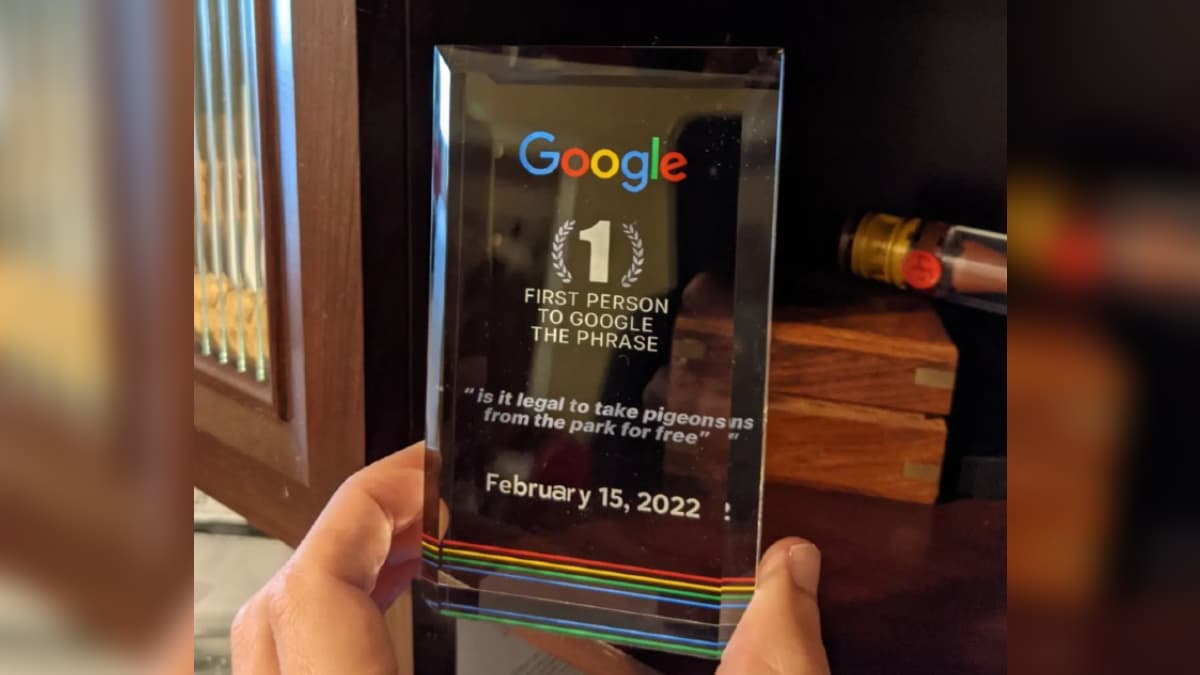 Google
1
FIRST PERSON
TO GOOGLE
THE PHRASE
"is it legal to take pigeons
from the park for free"
February 15, 2022